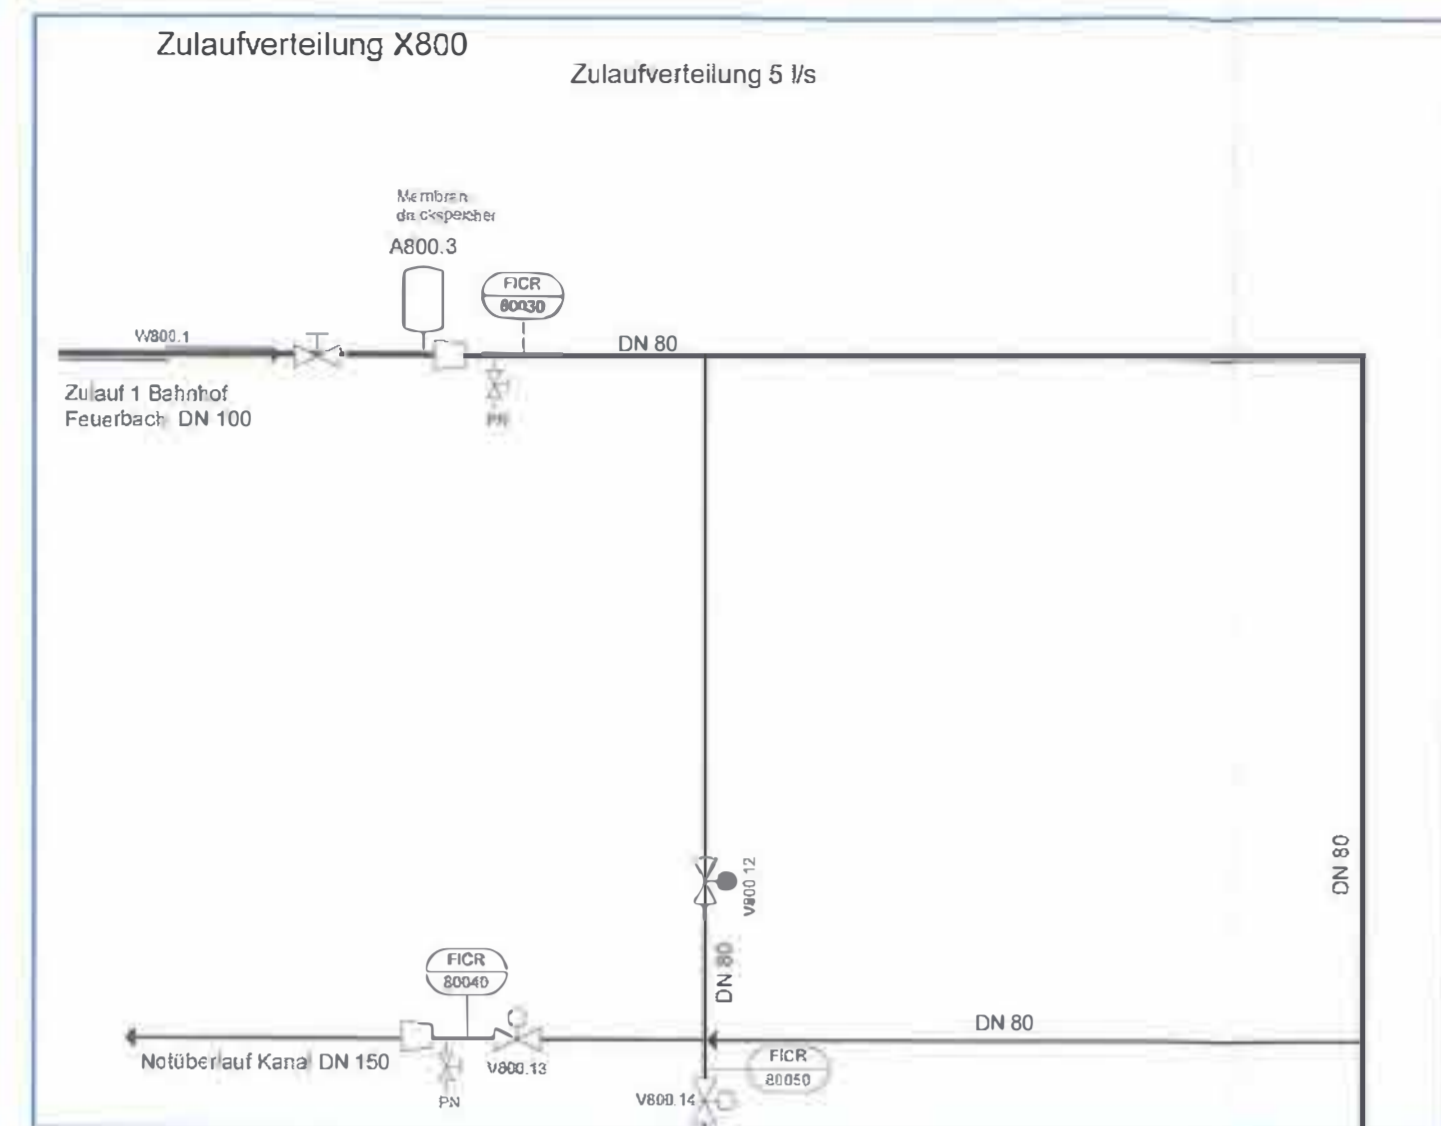 Zulaufverteilung X800
Zulaufverteilung 5 l/s
Membran
druckspeicher
A800.3
FICR
80030
W800.1
DN 80
Zulauf 1 Bahnhof
Feuerbach DN 100
PN
V800.12
DN 80
DN 80
FICR
80040
DN 80
Notüberlauf Kanal DN 150
V800.13
FICR
80050
PN
V800.14